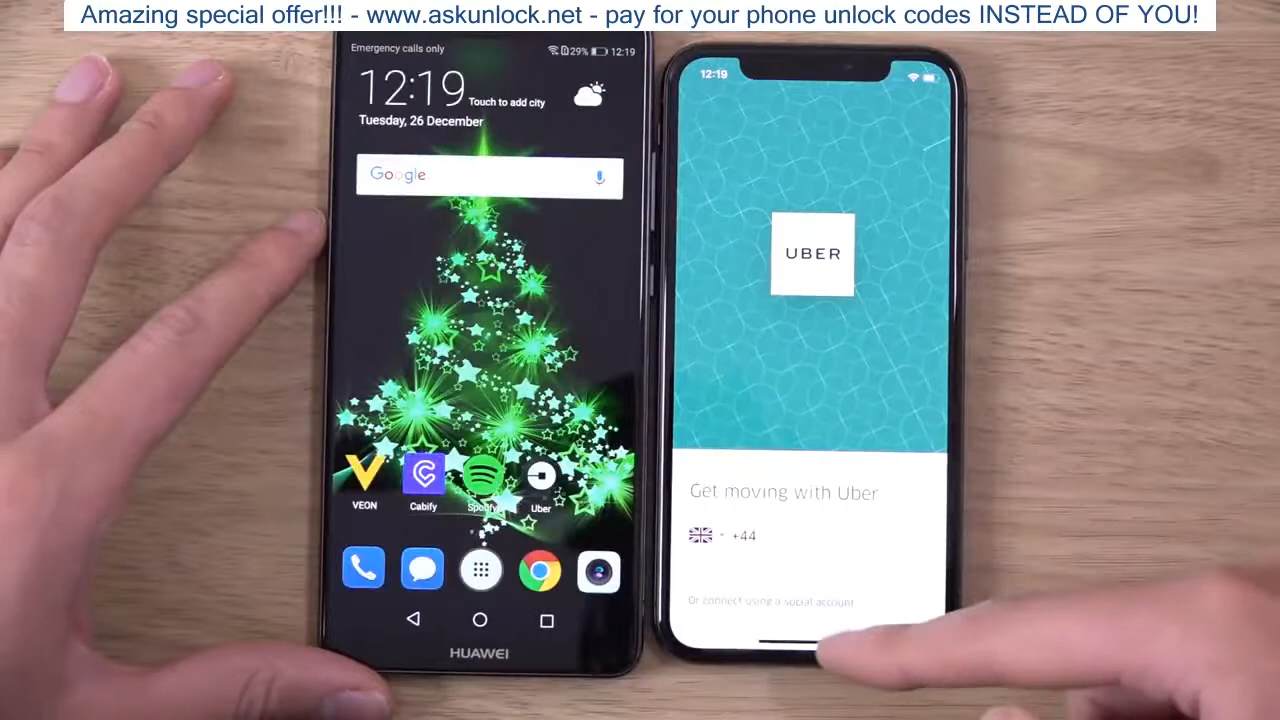 Amazing special offer!!! - www.askunlock.net - pay for your phone unlock codes INSTEAD OF YOU!
Emergency calls only
29% 12:19
12:19 Touch to add city
Tuesday, 26 December
Google
VEON Cabify Spotify Uber
HUAWEI
12:19
UBER
Get moving with Uber
+44
Or connect using a social account